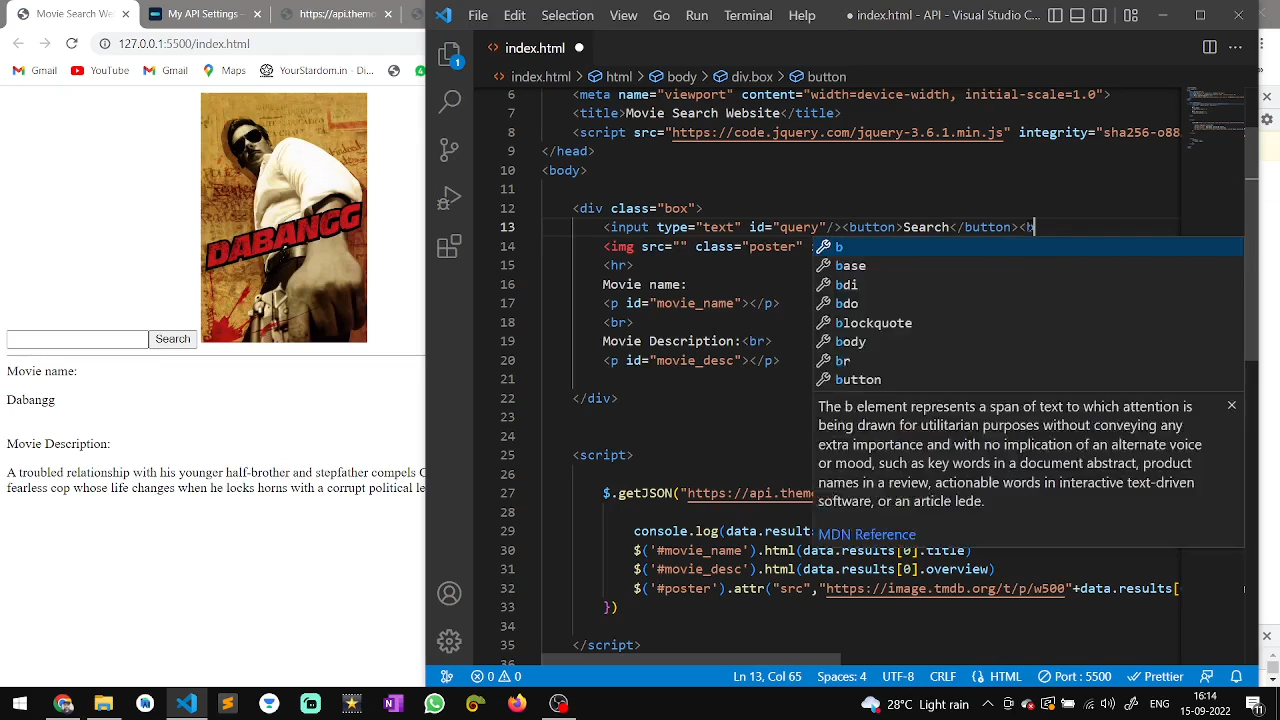 Movie Search Web
My API Settings
https://api.themo
127.0.0.1:5500/index.html
Gmail
YouTube
Gmail
Maps
YourStardom.in - Di...
DABANGG
Search
Movie name:
Dabangg
Movie Description:
A troubled relationship with his younger half-brother and stepfather compels
fearless cop whose life changes when he locks horns with a corrupt political le
File Edit Selection View Go Run Terminal Help
● index.html - API - Visual Studio C...
index.html
index.html > html > body > div.box > button
1
6 <meta name="viewport" content="width=device-width, initial-scale=1.0">
7 <title>Movie Search Website</title>
8 <script src="https://code.jquery.com/jquery-3.6.1.min.js" integrity="sha256-o88
9 </head>
10 <body>
11
12 <div class="box">
13 <input type="text" id="query"/><button>Search</button><b
14 <img src="" class="poster"
15 <hr>
16 Movie name:
17 <p id="movie_name"></p>
18 <br>
19 Movie Description:<br>
20 <p id="movie_desc"></p>
21
22 </div>
23
24
25 <script>
26
27 $.getJSON("https://api.them
28
29 console.log(data.result
30 $('#movie_name').html(data.results[0].title)
31 $('#movie_desc').html(data.results[0].overview)
32 $('#poster').attr("src","https://image.tmdb.org/t/p/w500"+data.results[
33 })
34
35 </script>
36
b
base
bdi
bdo
blockquote
body
br
button
The b element represents a span of text to which attention is
being drawn for utilitarian purposes without conveying any
extra importance and with no implication of an alternate voice
or mood, such as key words in a document abstract, product
names in a review, actionable words in interactive text-driven
software, or an article lede.
MDN Reference
0 0
Ln 13, Col 65
Spaces: 4
UTF-8
CRLF
HTML
Port : 5500
Prettier
28°C Light rain
ENG
16:14
15-09-2022
11